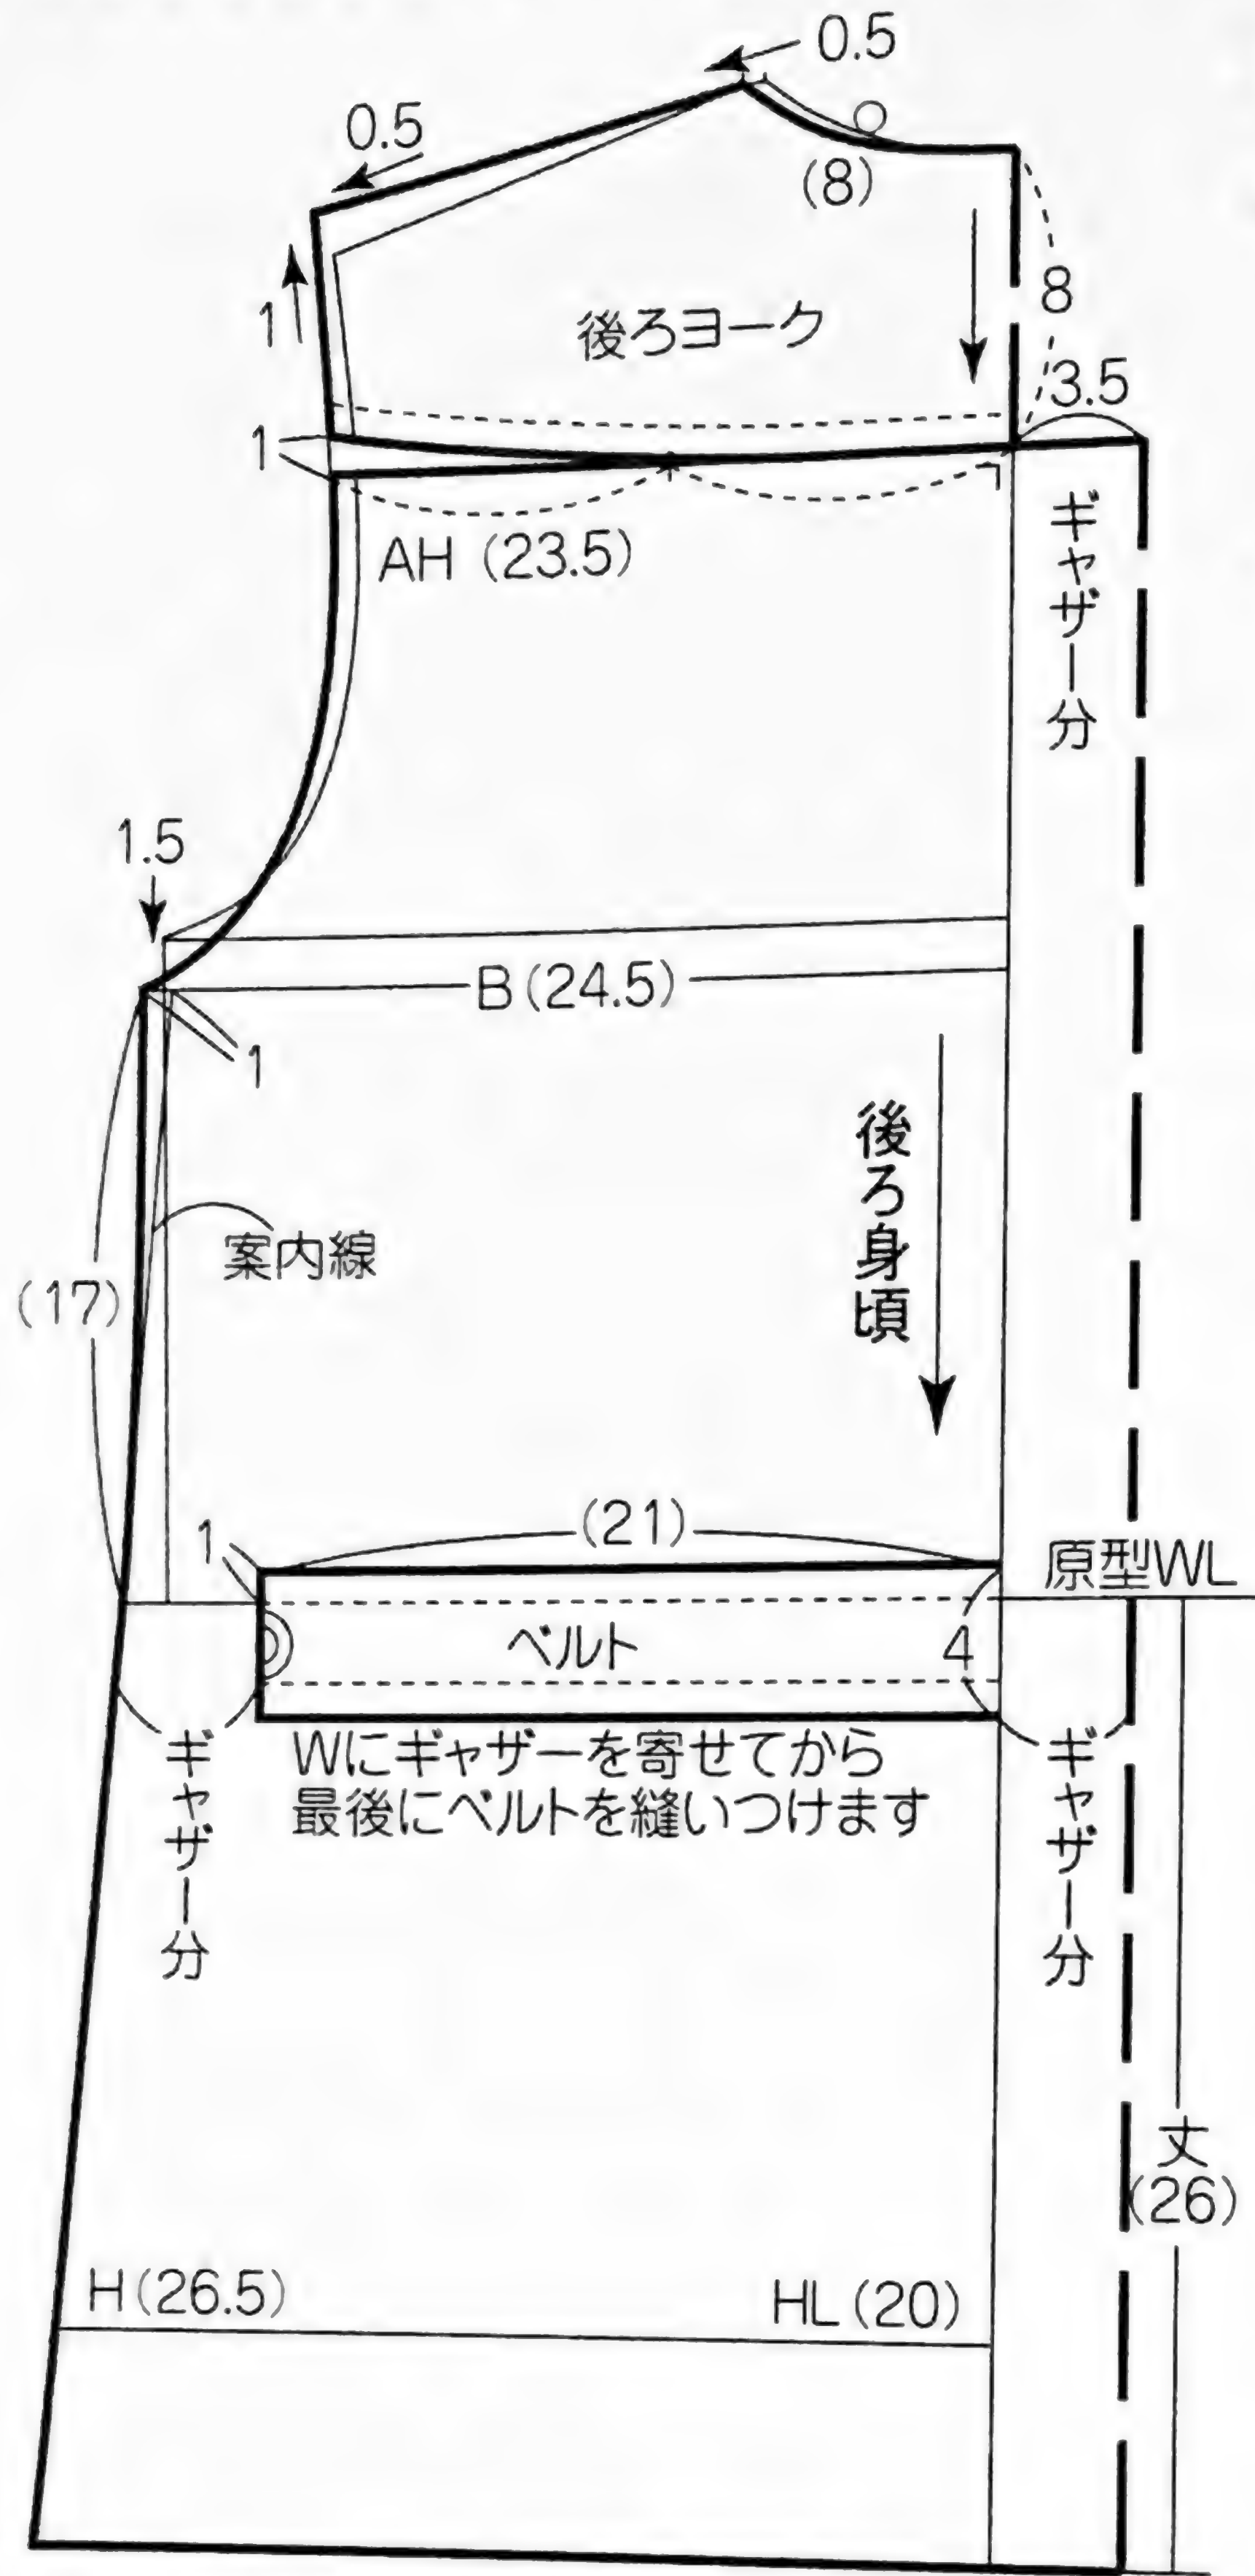 0.5
0.5
(8)
1
8
後ろヨーク
3.5
1
AH (23.5)
ギャザー分
1.5
B(24.5)
1
後ろ身頃
案内線
(17)
(21)
1
原型WL
ベルト
4
ギャザー分
Wにギャザーを寄せてから
最後にベルトを縫いつけます
ギャザー分
丈
(26)
H(26.5)
HL(20)